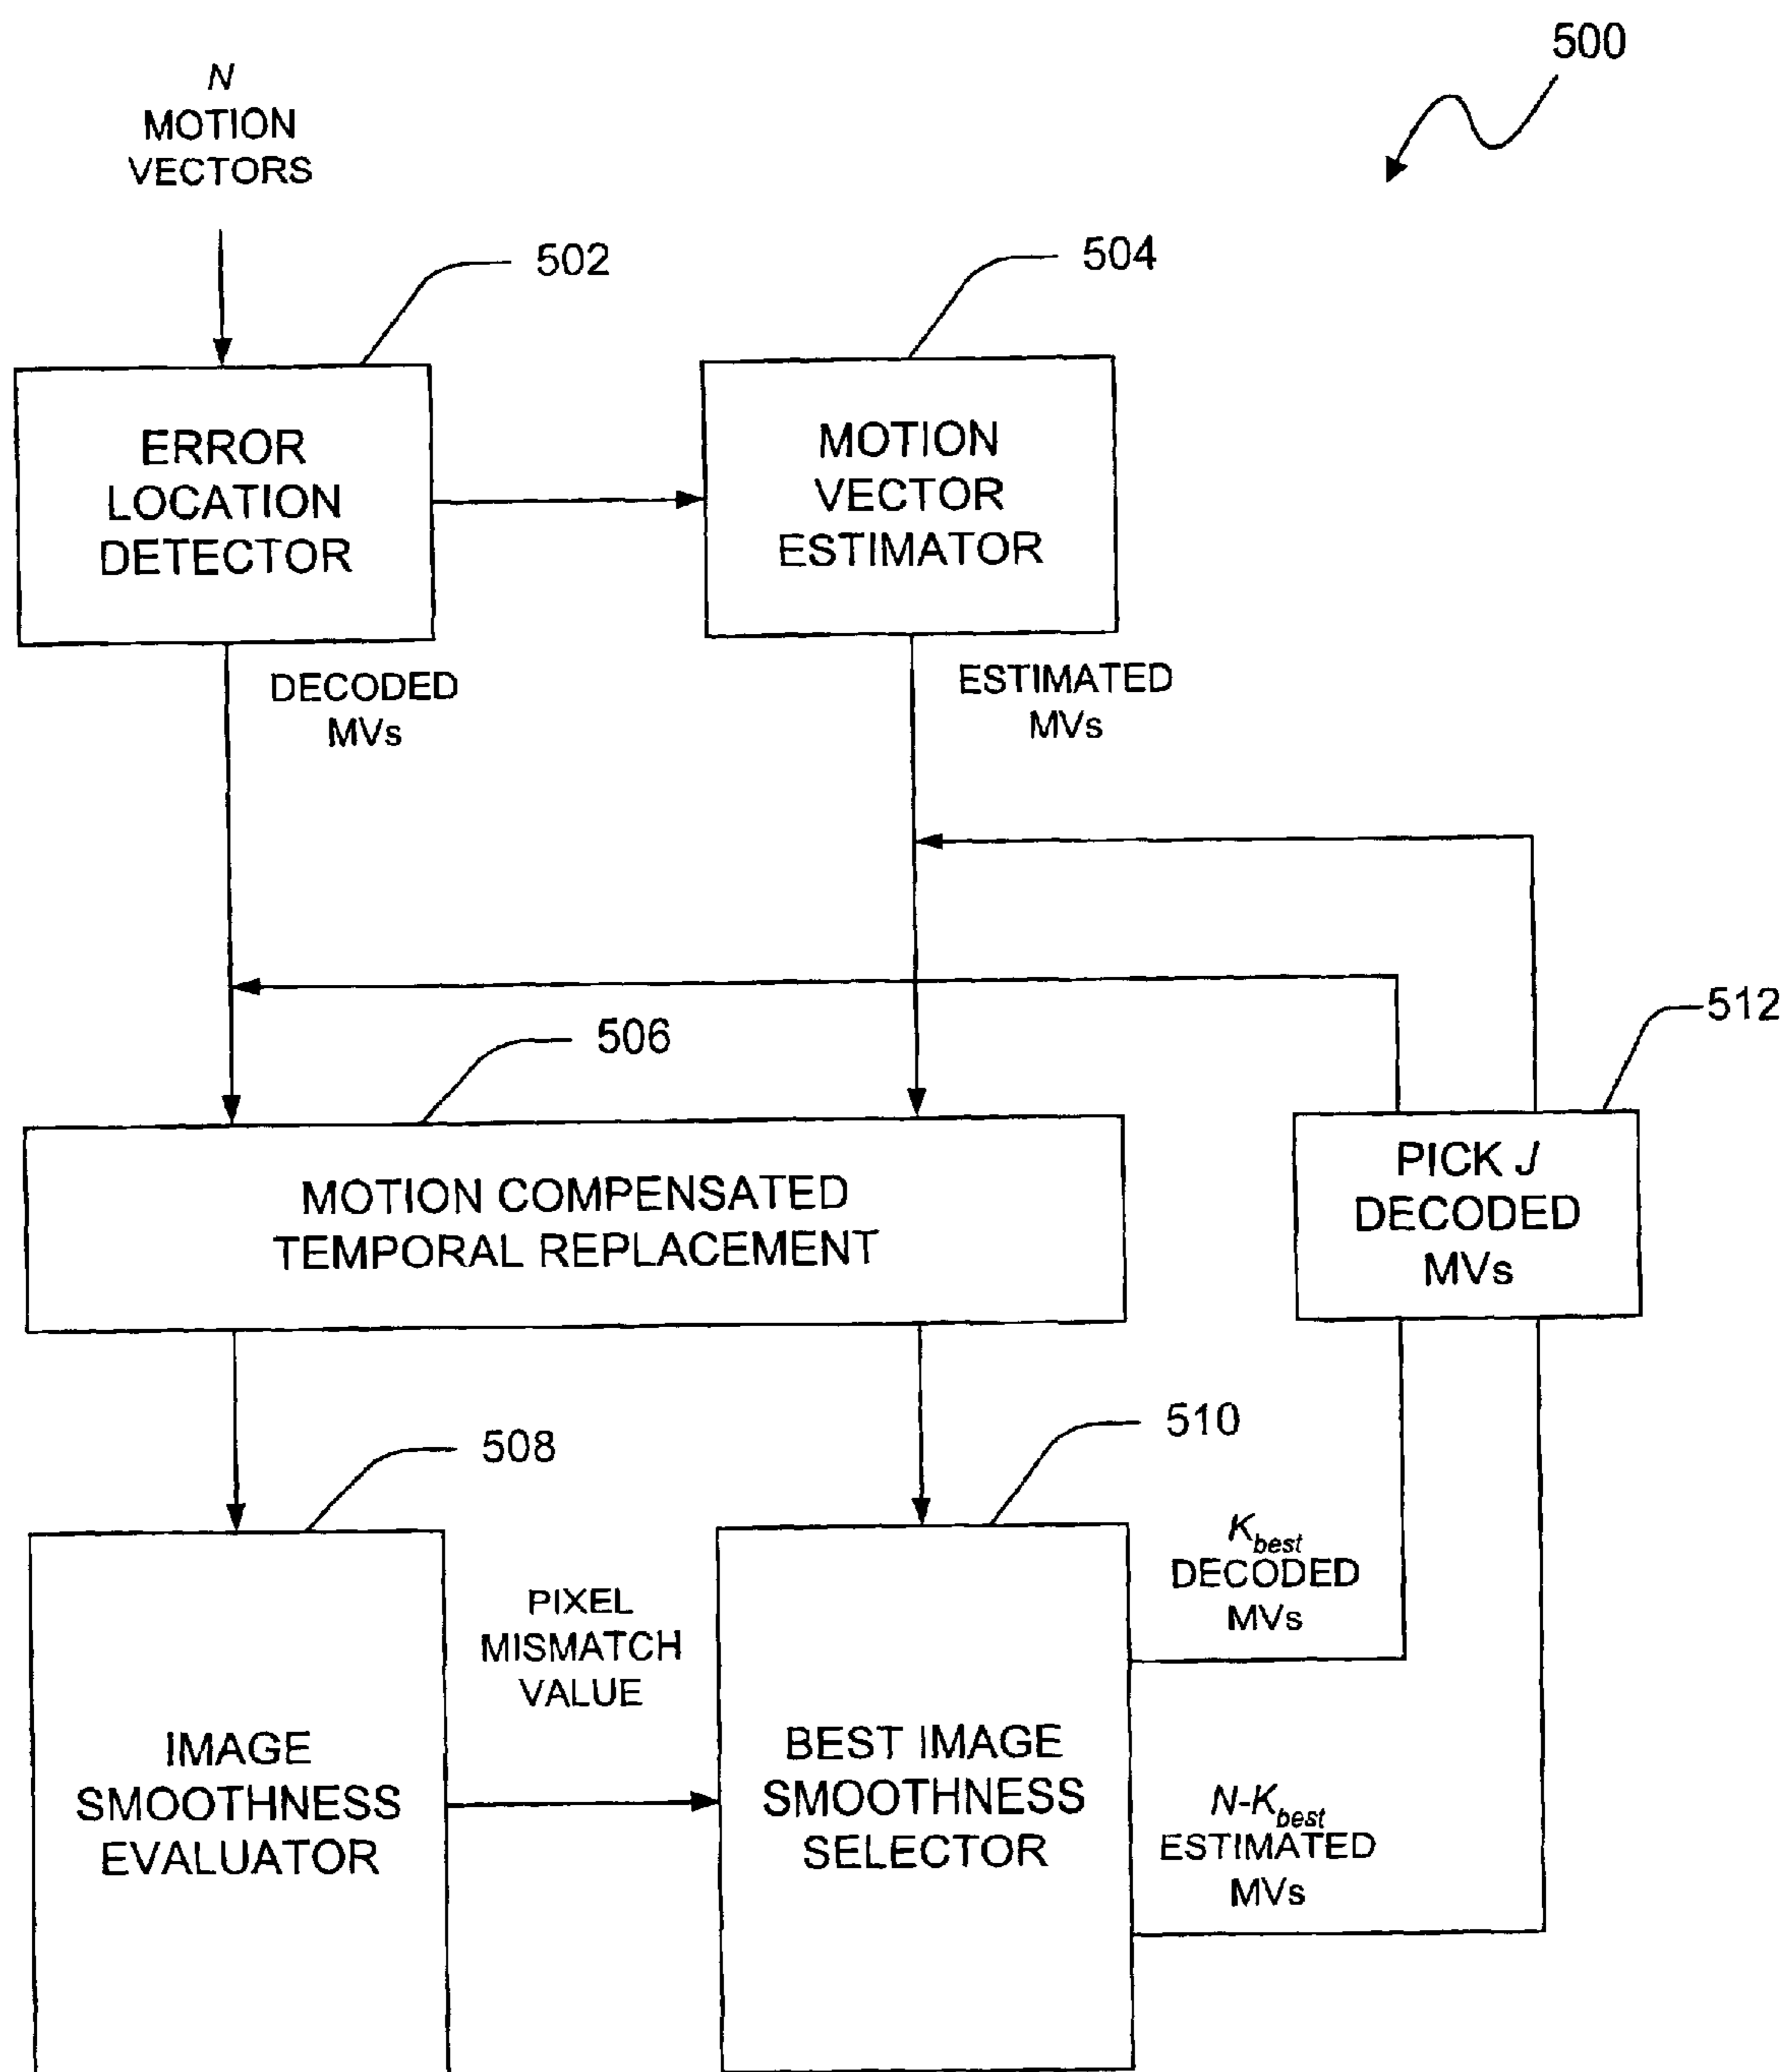 500
N
MOTION
VECTORS
502
504
ERROR
LOCATION
DETECTOR
MOTION
VECTOR
ESTIMATOR
DECODED
MVs
ESTIMATED
MVs
512
506
MOTION COMPENSATED
TEMPORAL REPLACEMENT
PICK J
DECODED
MVs
508
510
K_best
DECODED
MVs
PIXEL
MISMATCH
VALUE
IMAGE
SMOOTHNESS
EVALUATOR
BEST IMAGE
SMOOTHNESS
SELECTOR
N-K_best
ESTIMATED
MVs